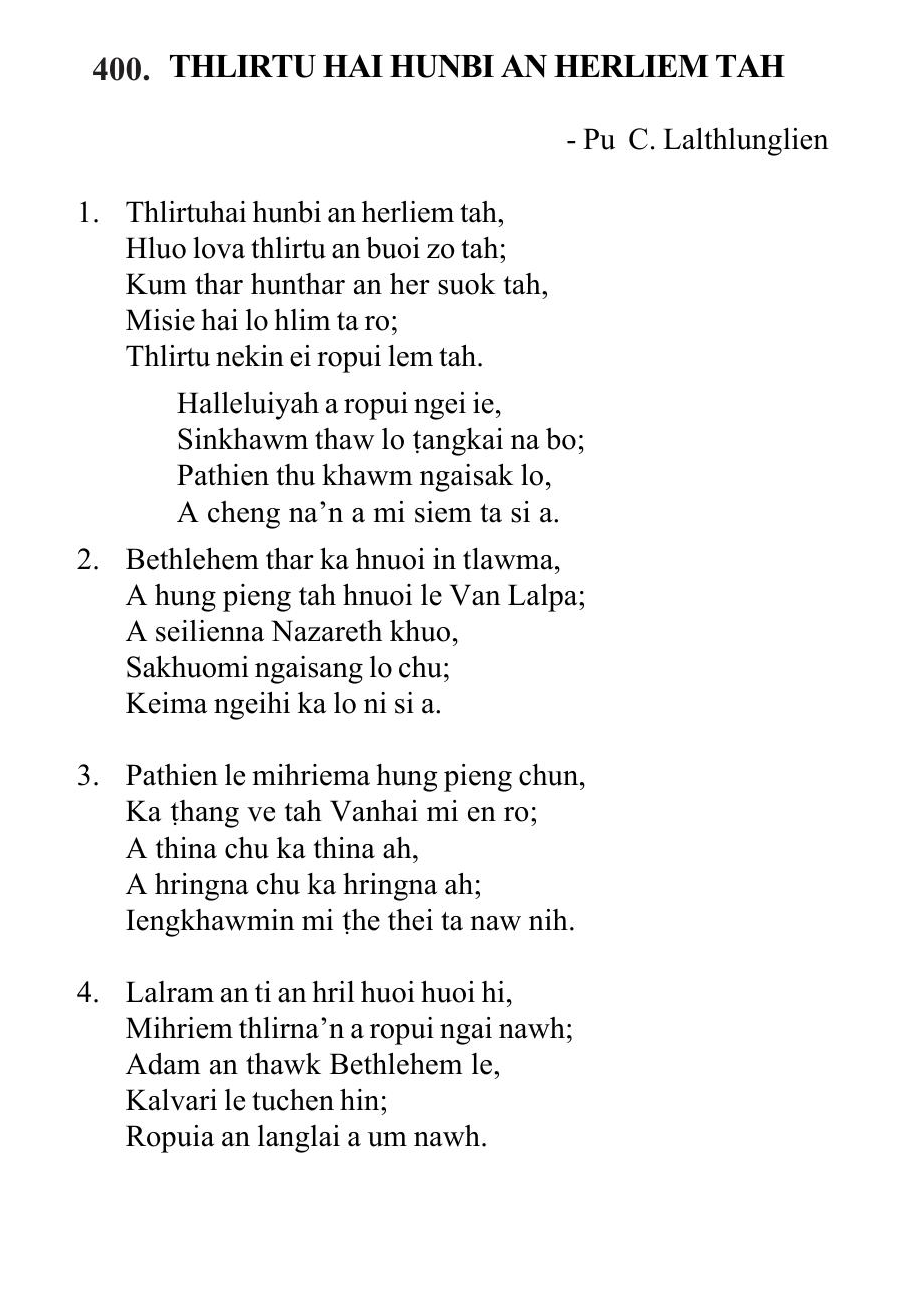 400. THLIRTU HAI HUNBI AN HERLIEM TAH
- Pu C. Lalthlunglien
1. Thlirtuhai hunbi an herliem tah,
Hluo lova thlirtu an buoi zo tah;
Kum thar hunthar an her suok tah,
Misie hai lo hlim ta ro;
Thlirtu nekin ei ropui lem tah.
Halleluiyah a ropui ngei ie,
Sinkhawm thaw lo ṭangkai na bo;
Pathien thu khawm ngaisak lo,
A cheng na’n a mi siem ta si a.
2. Bethlehem thar ka hnuoi in tlawma,
A hung pieng tah hnuoi le Van Lalpa;
A seilienna Nazareth khuo,
Sakhuomi ngaisang lo chu;
Keima ngeihi ka lo ni si a.
3. Pathien le mihriema hung pieng chun,
Ka ṭhang ve tah Vanhai mi en ro;
A thina chu ka thina ah,
A hringna chu ka hringna ah;
Iengkhawmin mi ṭhe thei ta naw nih.
4. Lalram an ti an hril huoi huoi hi,
Mihriem thlirna’n a ropui ngai nawh;
Adam an thawk Bethlehem le,
Kalvari le tuchen hin;
Ropuia an langlai a um nawh.